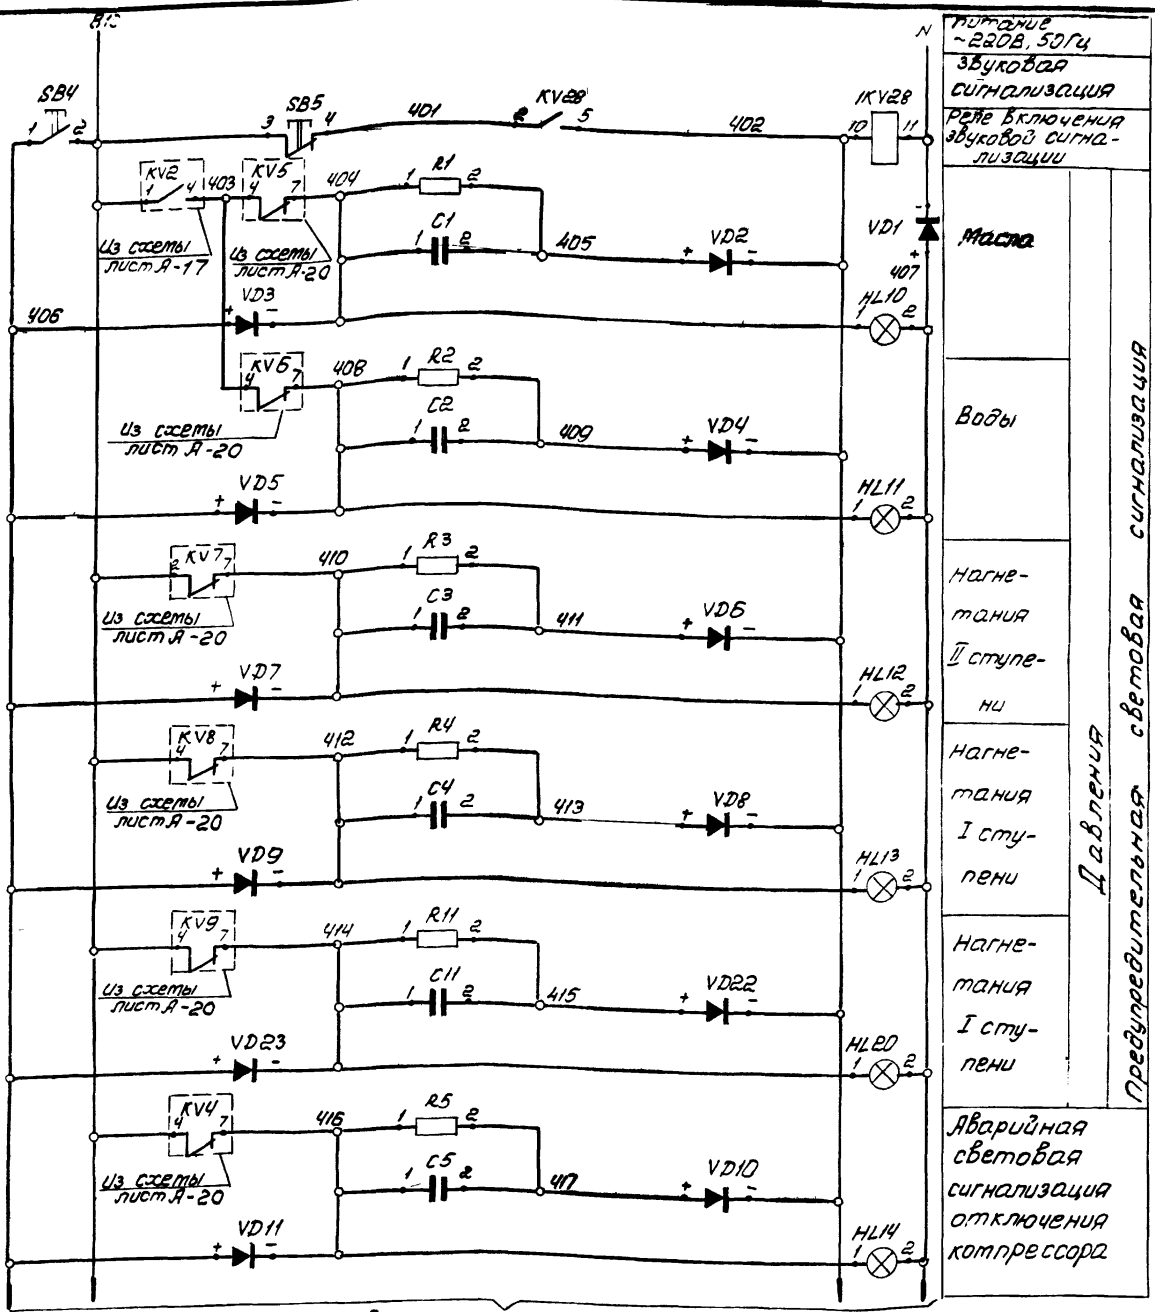 N
Питание
~220В, 50Гц
Звуковая
сигнализация
Реле включения
звуковой сигна-
лизации
SB4
1 2
3 SB5 4
401
KV28
2 5
402
1KV28
10 11
KV2
1 4
403
KV5
4 7
404
1 R1 2
Из схемы
лист А-17
Из схемы
лист А-20
1 C1 2
405
+ VD2 -
VD1
-
+
407
Масла
406
+ VD3 -
HL10
1 2
KV6
4 7
408
1 R2 2
Из схемы
лист А-20
1 C2 2
409
+ VD4 -
Воды
+ VD5 -
HL11
1 2
KV7
2 7
410
1 R3 2
Из схемы
лист А-20
1 C3 2
411
+ VD6 -
Нагне-
тания
II ступе-
ни
+ VD7 -
HL12
1 2
KV8
4 7
412
1 R4 2
Из схемы
лист А-20
1 C4 2
413
+ VD8 -
Нагне-
тания
I сту-
пени
+ VD9 -
HL13
1 2
KV9
4 7
414
1 R11 2
Из схемы
лист А-20
1 C11 2
415
+ VD22 -
Нагне-
тания
I сту-
пени
+ VD23 -
HL20
1 2
Давления
Предупредительная световая сигнализация
KV4
4 7
416
1 R5 2
Из схемы
лист А-20
1 C5 2
417
+ VD10 -
Аварийная
световая
сигнализация
отключения
компрессора
+ VD11 -
HL14
1 2